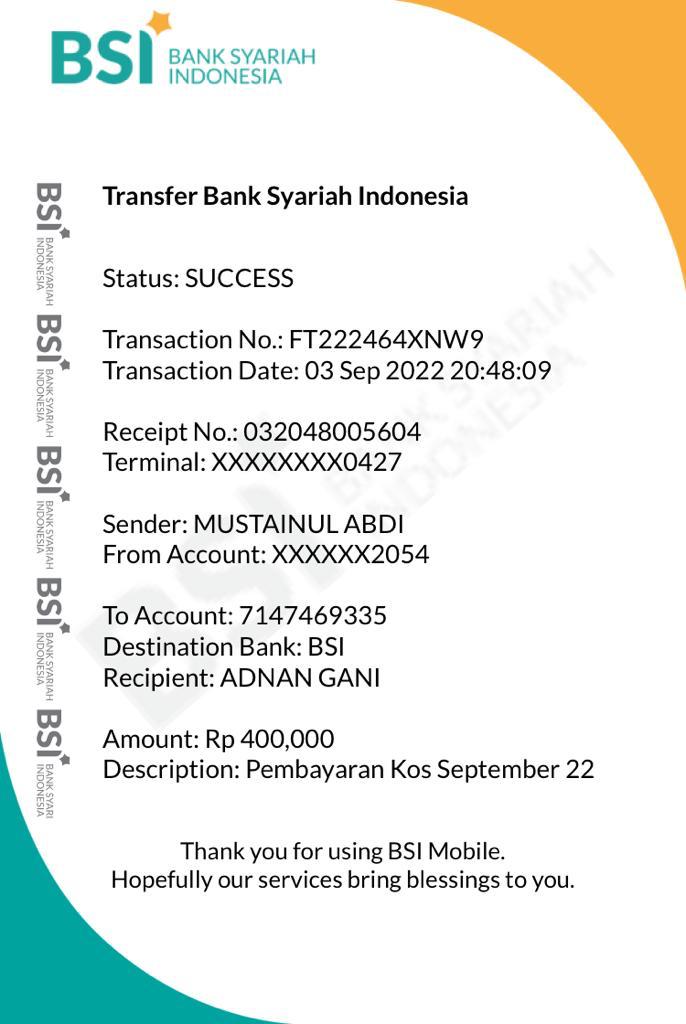 BSI BANK SYARIAH
INDONESIA
Transfer Bank Syariah Indonesia
Status: SUCCESS
Transaction No.: FT222464XNW9
Transaction Date: 03 Sep 2022 20:48:09
Receipt No.: 032048005604
Terminal: XXXXXXXX0427
Sender: MUSTAINUL ABDI
From Account: XXXXXX2054
To Account: 7147469335
Destination Bank: BSI
Recipient: ADNAN GANI
Amount: Rp 400,000
Description: Pembayaran Kos September 22
Thank you for using BSI Mobile.
Hopefully our services bring blessings to you.
BSI BANK SYARIAH
INDONESIA
BSI BANK SYARIAH
INDONESIA
BSI BANK SYARIAH
INDONESIA
BSI BANK SYARIAH
INDONESIA
BSI BANK SYARI
INDONESIA
BSI BANK SYARIAH
INDONESIA